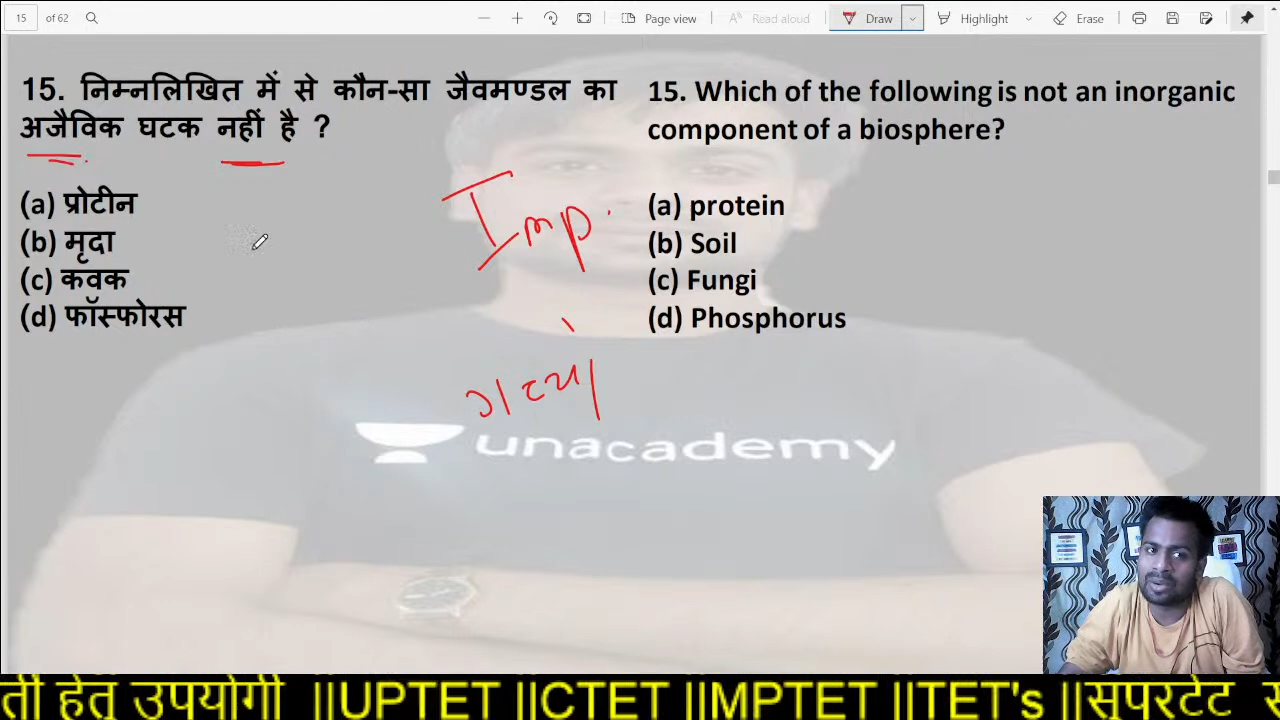 15 of 62 Page view Read aloud Draw Highlight Erase
15. निम्नलिखित में से कौन-सा जैवमण्डल का
अजैविक घटक नहीं है ?
(a) प्रोटीन
(b) मृदा
(c) कवक
(d) फॉस्फोरस
15. Which of the following is not an inorganic
component of a biosphere?
(a) protein
(b) Soil
(c) Fungi
(d) Phosphorus
Imp.
unacademy
र्ती हेतु उपयोगी ||UPTET ||CTET ||MPTET ||TET's ||सुपरटेट